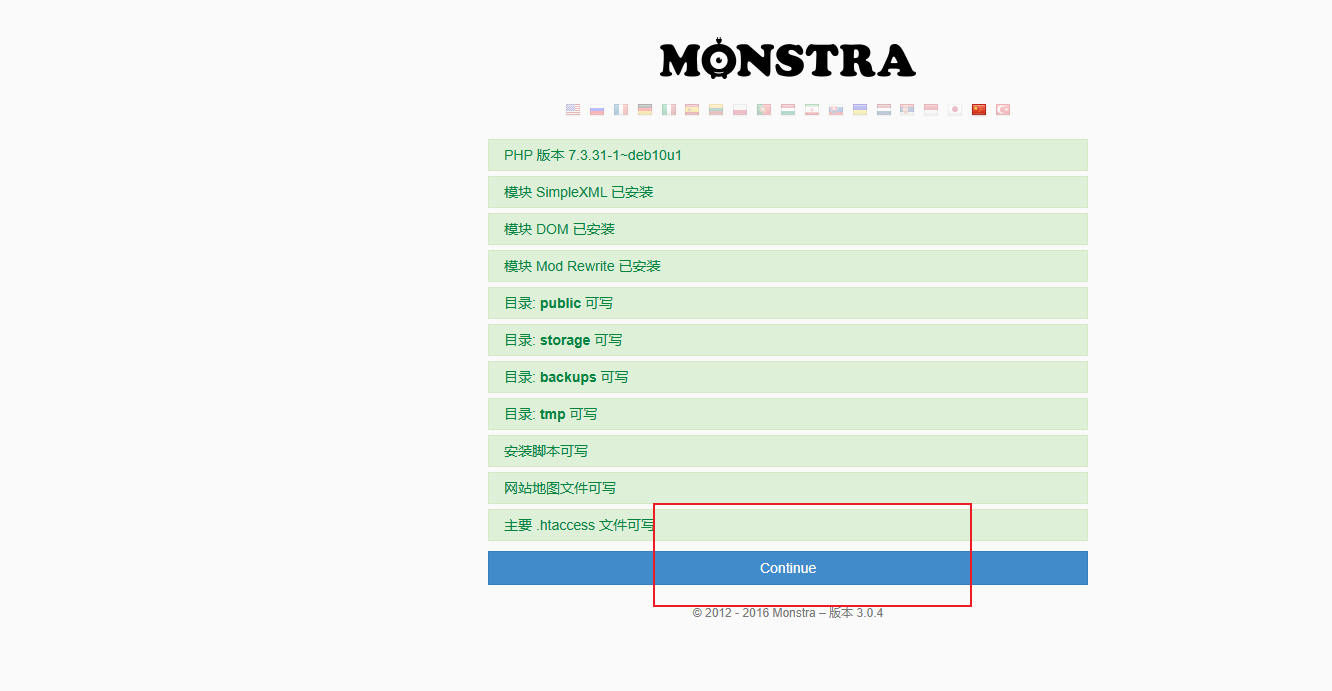 MONSTRA
PHP 版本 7.3.31-1~deb10u1
模块 SimpleXML 已安装
模块 DOM 已安装
模块 Mod Rewrite 已安装
目录: public 可写
目录: storage 可写
目录: backups 可写
目录: tmp 可写
安装脚本可写
网站地图文件可写
主要 .htaccess 文件可写
Continue
© 2012 - 2016 Monstra – 版本 3.0.4